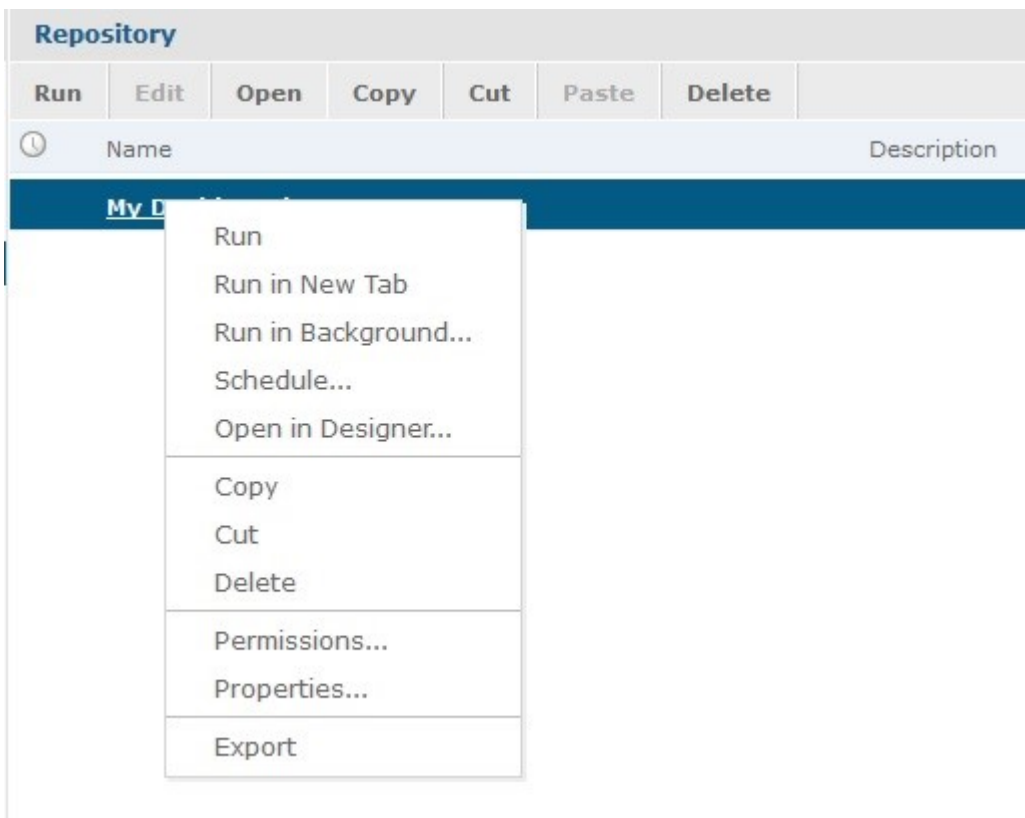 Repository
Run Edit Open Copy Cut Paste Delete
Name Description
My
Run
Run in New Tab
Run in Background...
Schedule...
Open in Designer...
Copy
Cut
Delete
Permissions...
Properties...
Export